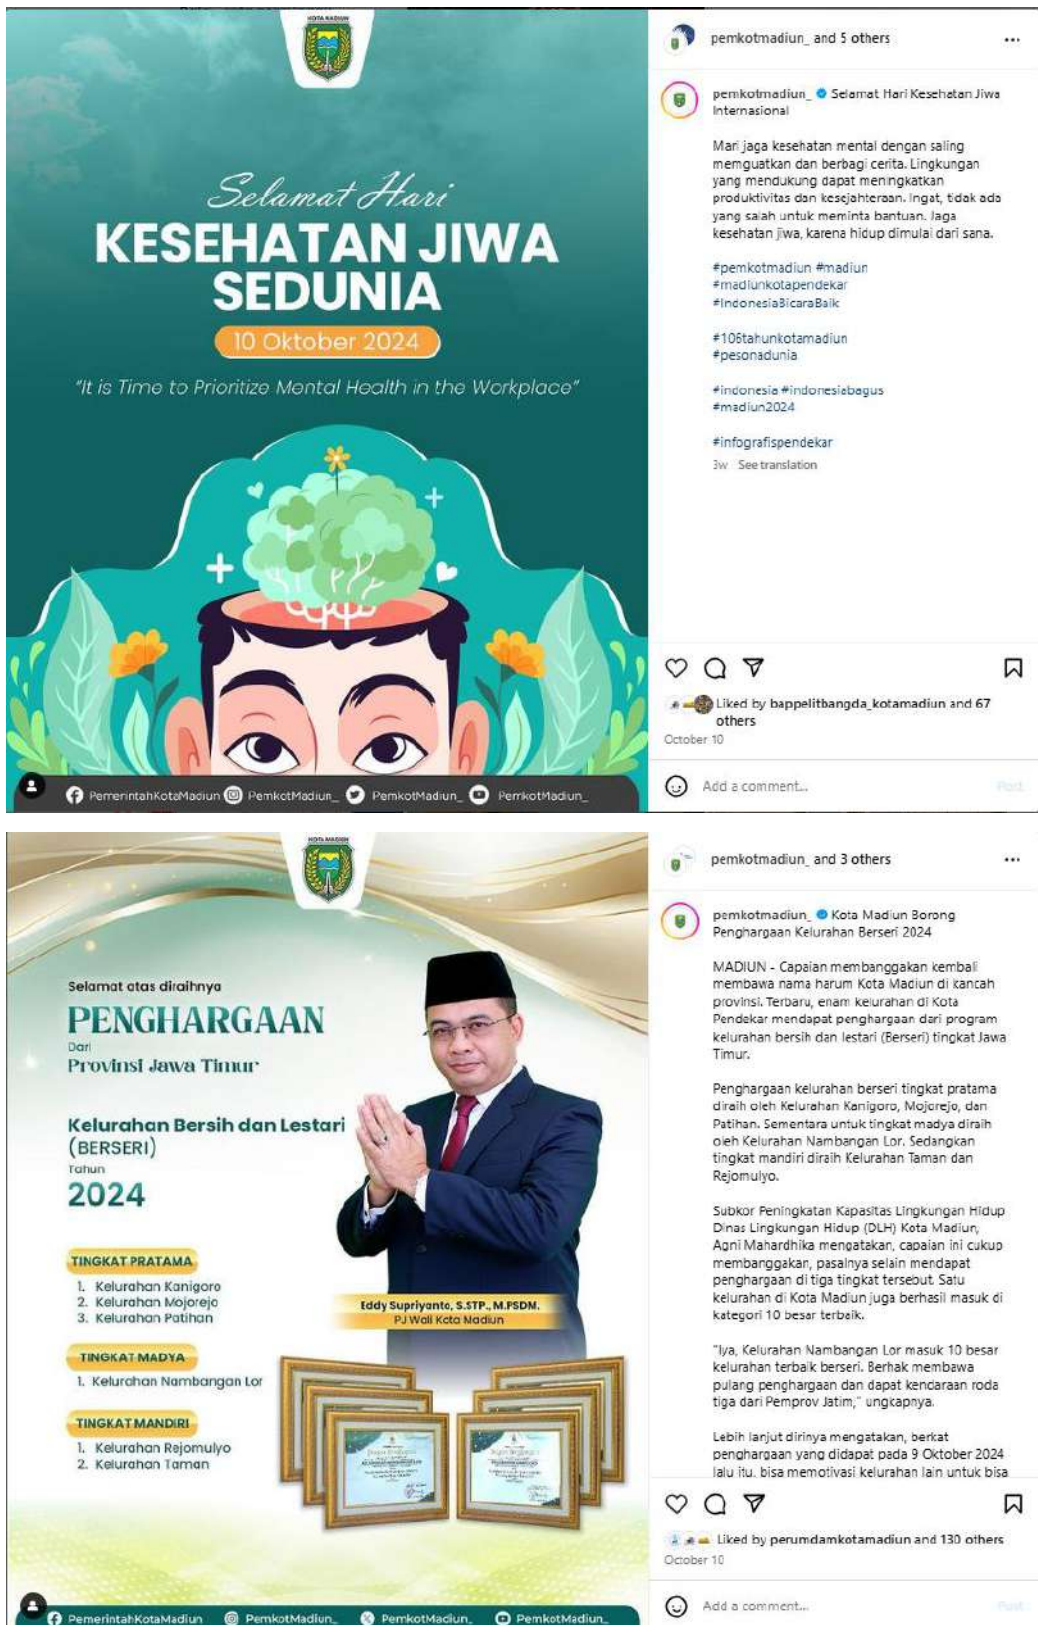 KOTA MADIUN
Selamat Hari
KESEHATAN JIWA
SEDUNIA
10 Oktober 2024
"It is Time to Prioritize Mental Health in the Workplace"
PemerintahKotaMadiun PemkotMadiun_ PemkotMadiun_ PemkotMadiun_
pemkotmadiun_ and 5 others
pemkotmadiun_ Selamat Hari Kesehatan Jiwa
Internasional
Mari jaga kesehatan mental dengan saling
memguatkan dan berbagi cerita. Lingkungan
yang mendukung dapat meningkatkan
produktivitas dan kesejahteraan. Ingat, tidak ada
yang salah untuk meminta bantuan. Jaga
kesehatan jiwa, karena hidup dimulai dari sana.
#pemkotmadiun #madiun
#madiunkotapendekar
#IndonesiaBicaraBaik
#106tahunkotamadiun
#pesonadunia
#indonesia #indonesiabagus
#madiun2024
#infografispendekar
3w See translation
Liked by bappelitbangda_kotamadiun and 67
others
October 10
Add a comment...
Post
KOTA MADIUN
Selamat atas diraihnya
PENGHARGAAN
Dari
Provinsi Jawa Timur
Kelurahan Bersih dan Lestari
(BERSERI)
Tahun
2024
TINGKAT PRATAMA
1. Kelurahan Kanigoro
2. Kelurahan Mojorejo
3. Kelurahan Patihan
TINGKAT MADYA
1. Kelurahan Nambangan Lor
TINGKAT MANDIRI
1. Kelurahan Rejomulyo
2. Kelurahan Taman
Eddy Supriyanto, S.STP., M.PSDM.
PJ Wali Kota Madiun
PemerintahKotaMadiun PemkotMadiun_ PemkotMadiun_ PemkotMadiun_
pemkotmadiun_ and 3 others
pemkotmadiun_ Kota Madiun Borong
Penghargaan Kelurahan Berseri 2024
MADIUN - Capaian membanggakan kembali
membawa nama harum Kota Madiun di kancah
provinsi. Terbaru, enam kelurahan di Kota
Pendekar mendapat penghargaan dari program
kelurahan bersih dan lestari (Berseri) tingkat Jawa
Timur.
Penghargaan kelurahan berseri tingkat pratama
diraih oleh Kelurahan Kanigoro, Mojorejo, dan
Patihan. Sementara untuk tingkat madya diraih
oleh Kelurahan Nambangan Lor. Sedangkan
tingkat mandiri diraih Kelurahan Taman dan
Rejomulyo.
Subkor Peningkatan Kapasitas Lingkungan Hidup
Dinas Lingkungan Hidup (DLH) Kota Madiun,
Agni Mahardhika mengatakan, capaian ini cukup
membanggakan, pasalnya selain mendapat
penghargaan di tiga tingkat tersebut. Satu
kelurahan di Kota Madiun juga berhasil masuk di
kategori 10 besar terbaik.
"Iya, Kelurahan Nambangan Lor masuk 10 besar
kelurahan terbaik berseri. Berhak membawa
pulang penghargaan dan dapat kendaraan roda
tiga dari Pemprov Jatim," ungkapnya.
Lebih lanjut dirinya mengatakan, berkat
penghargaan yang didapat pada 9 Oktober 2024
lalu itu, bisa memotivasi kelurahan lain untuk bisa
Liked by perumdamkotamadiun and 130 others
October 10
Add a comment...
Post